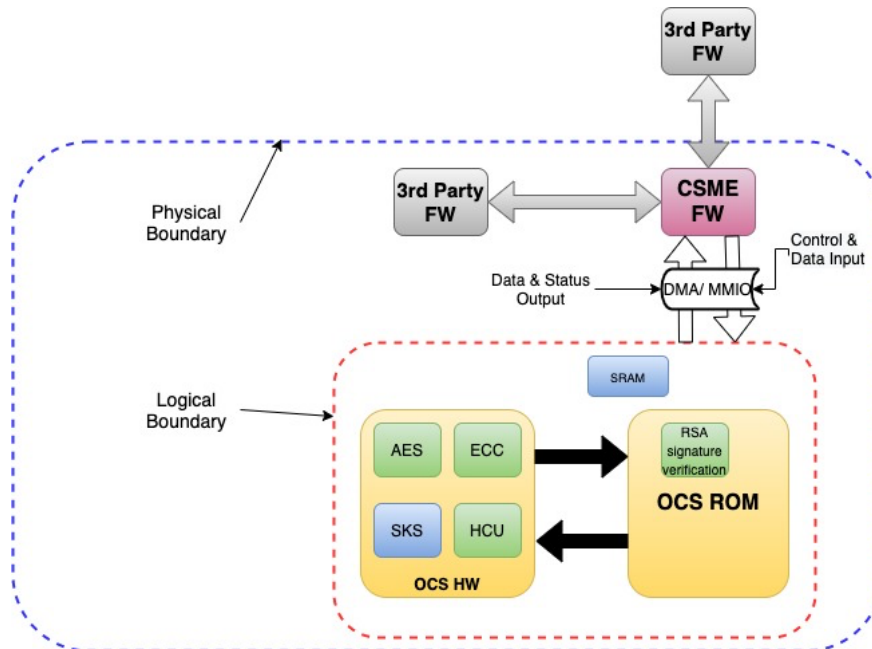 3rd Party
FW
3rd Party
FW
CSME
FW
Physical
Boundary
Control &
Data Input
Data & Status
Output
DMA/ MMIO
SRAM
Logical
Boundary
AES
ECC
RSA
signature
verification
OCS ROM
SKS
HCU
OCS HW